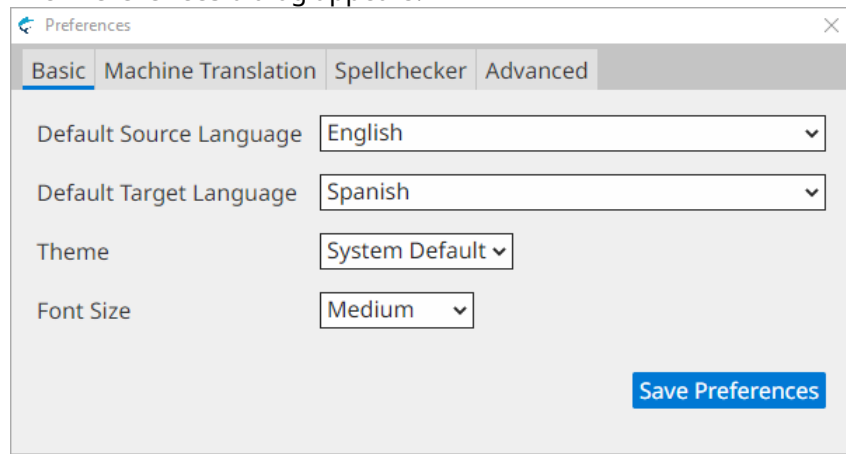 Preferences
Basic Machine Translation Spellchecker Advanced
Default Source Language English
Default Target Language Spanish
Theme System Default
Font Size Medium
Save Preferences